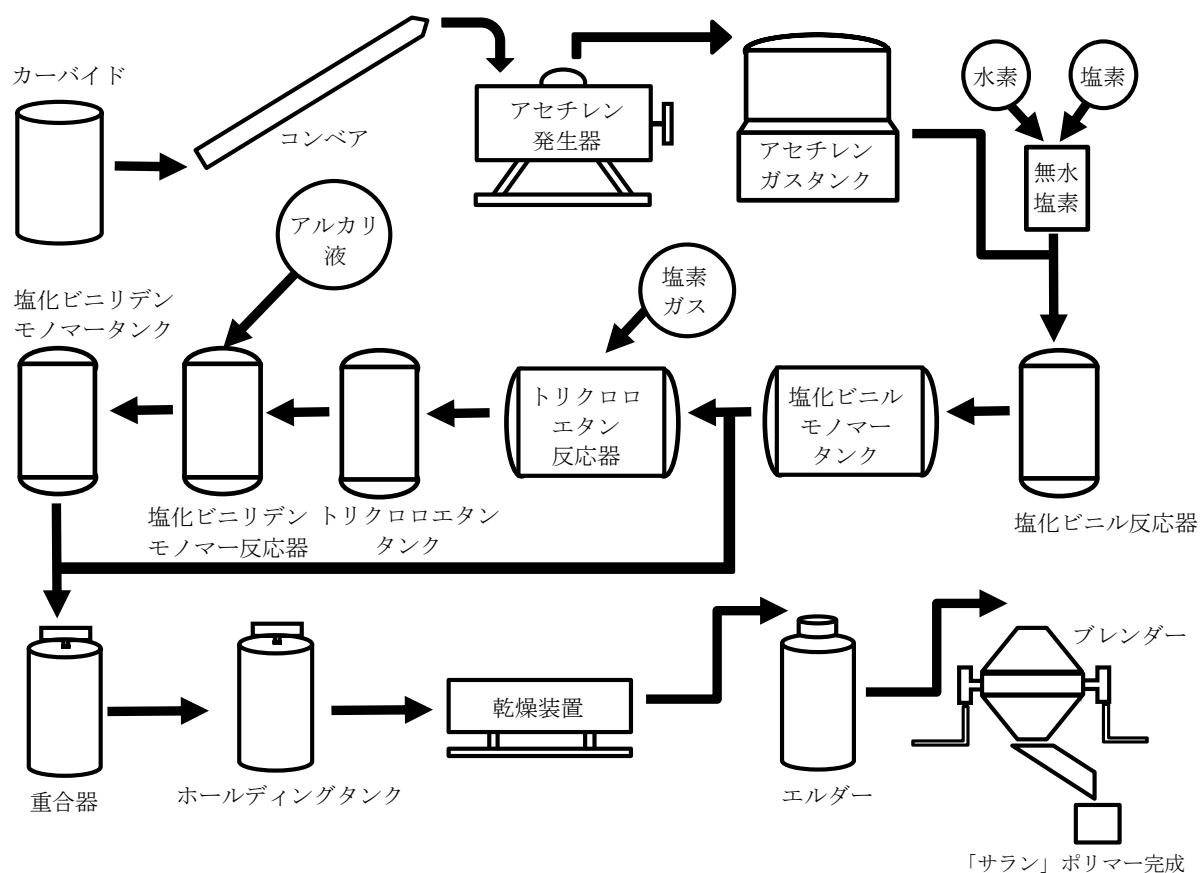 カーバイド
コンベア
アセチレン
発生器
アセチレン
ガスタンク
水素
塩素
無水
塩素
アルカリ
液
塩素
ガス
塩化ビニリデン
モノマータンク
トリクロロ
エタン
反応器
塩化ビニル
モノマー
タンク
塩化ビニリデン
モノマー反応器
トリクロロエタン
タンク
塩化ビニル反応器
重合器
ホールディングタンク
乾燥装置
エルダー
ブレンダー
「サラン」ポリマー完成